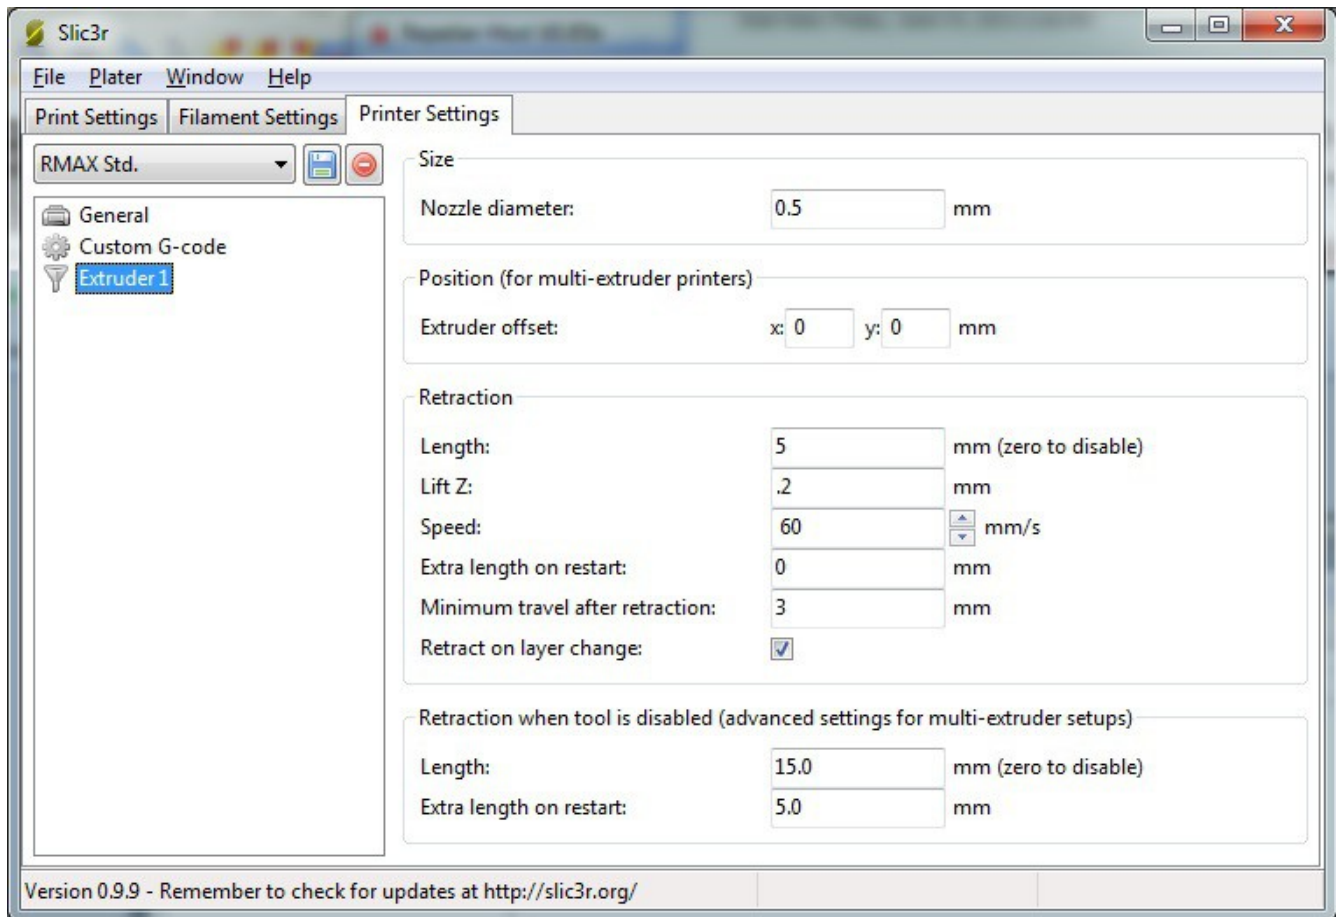 Slic3r
File Plater Window Help
Print Settings Filament Settings Printer Settings
RMAX Std.
General
Custom G-code
Extruder 1
Size
Nozzle diameter: 0.5 mm
Position (for multi-extruder printers)
Extruder offset: x: 0 y: 0 mm
Retraction
Length: 5 mm (zero to disable)
Lift Z: .2 mm
Speed: 60 mm/s
Extra length on restart: 0 mm
Minimum travel after retraction: 3 mm
Retract on layer change:
Retraction when tool is disabled (advanced settings for multi-extruder setups)
Length: 15.0 mm (zero to disable)
Extra length on restart: 5.0 mm
Version 0.9.9 - Remember to check for updates at http://slic3r.org/